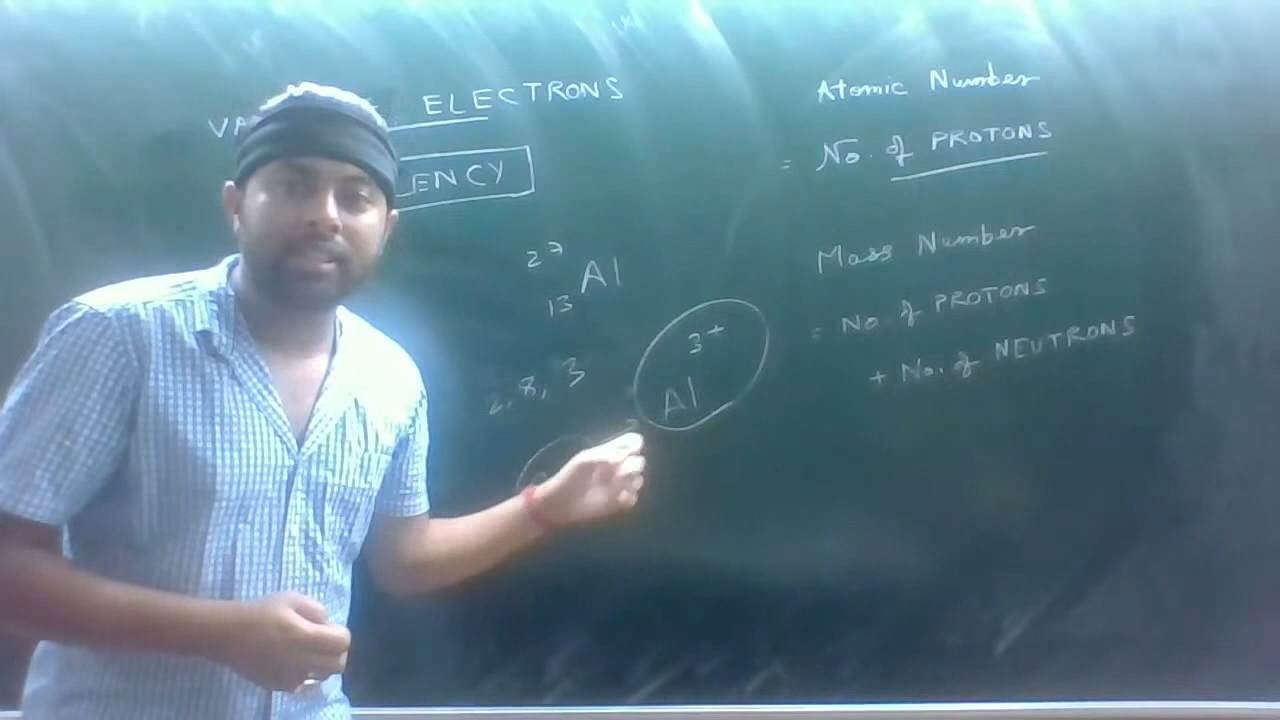 VA ELECTRONS
ENCY
27
Al
13
2, 8, 3
3+
Al
Atomic Number
= No. of PROTONS
Mass Number
= No of PROTONS
+ No. of NEUTRONS